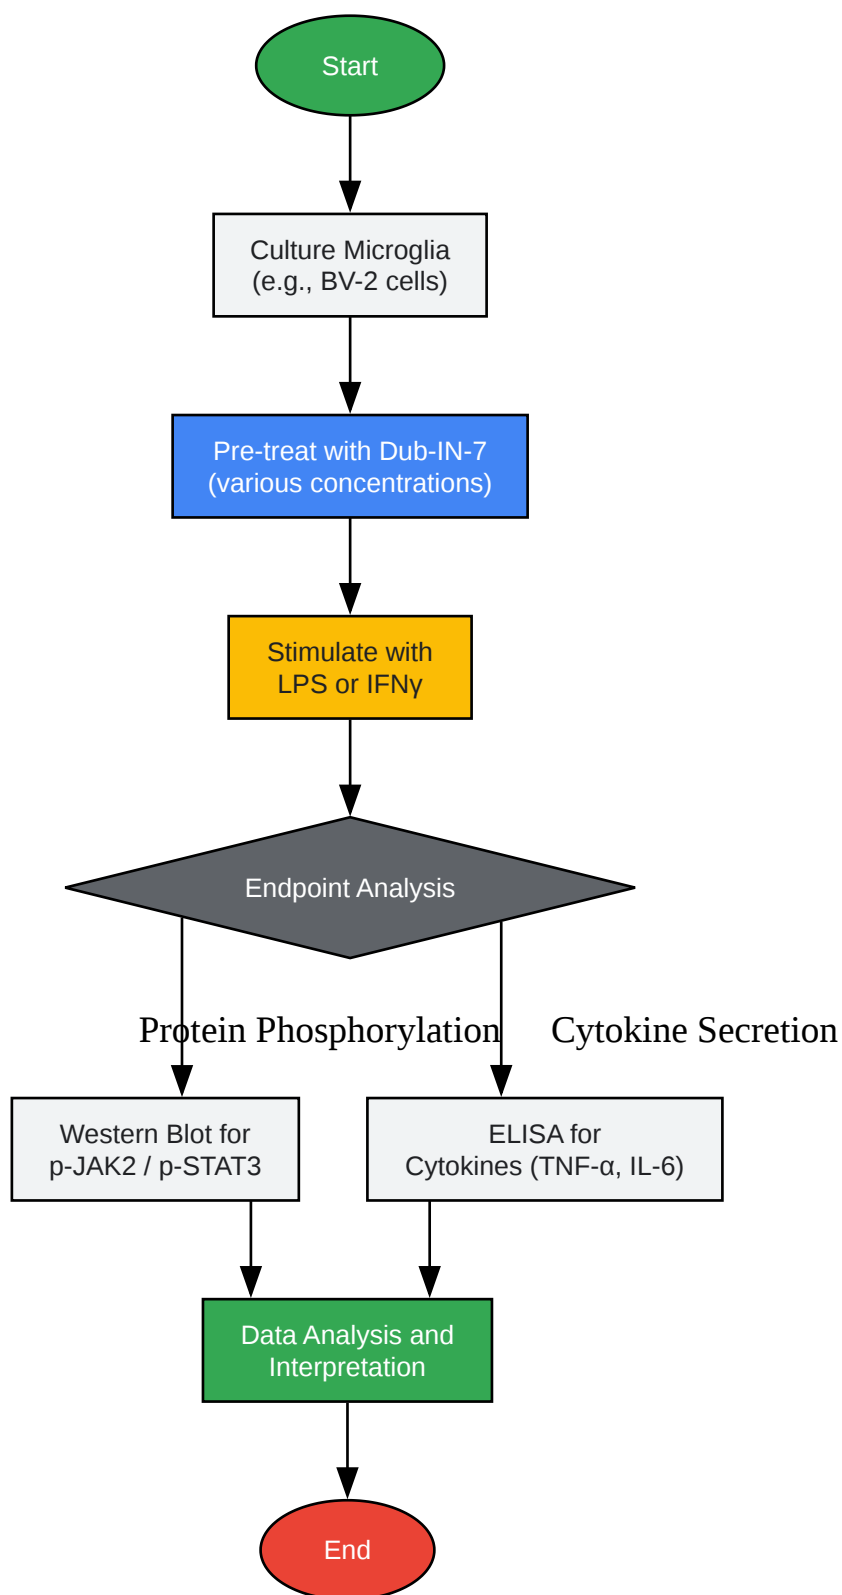 Start
Culture Microglia
(e.g., BV-2 cells)
Pre-treat with Dub-IN-7
(various concentrations)
Stimulate with
LPS or IFNγ
Endpoint Analysis
Protein Phosphorylation
Cytokine Secretion
Western Blot for
p-JAK2 / p-STAT3
ELISA for
Cytokines (TNF-α, IL-6)
Data Analysis and
Interpretation
End